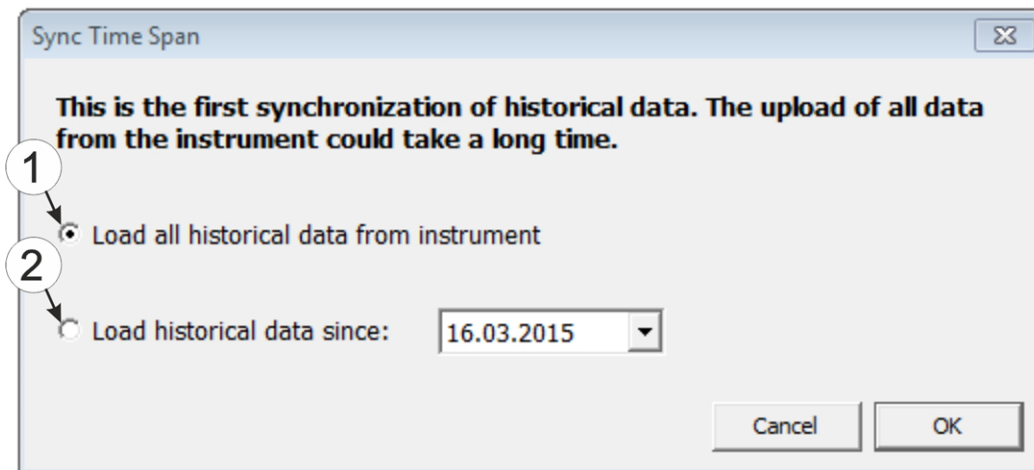 Sync Time Span
This is the first synchronization of historical data. The upload of all data
from the instrument could take a long time.
1
Load all historical data from instrument
2
Load historical data since: 16.03.2015
Cancel OK